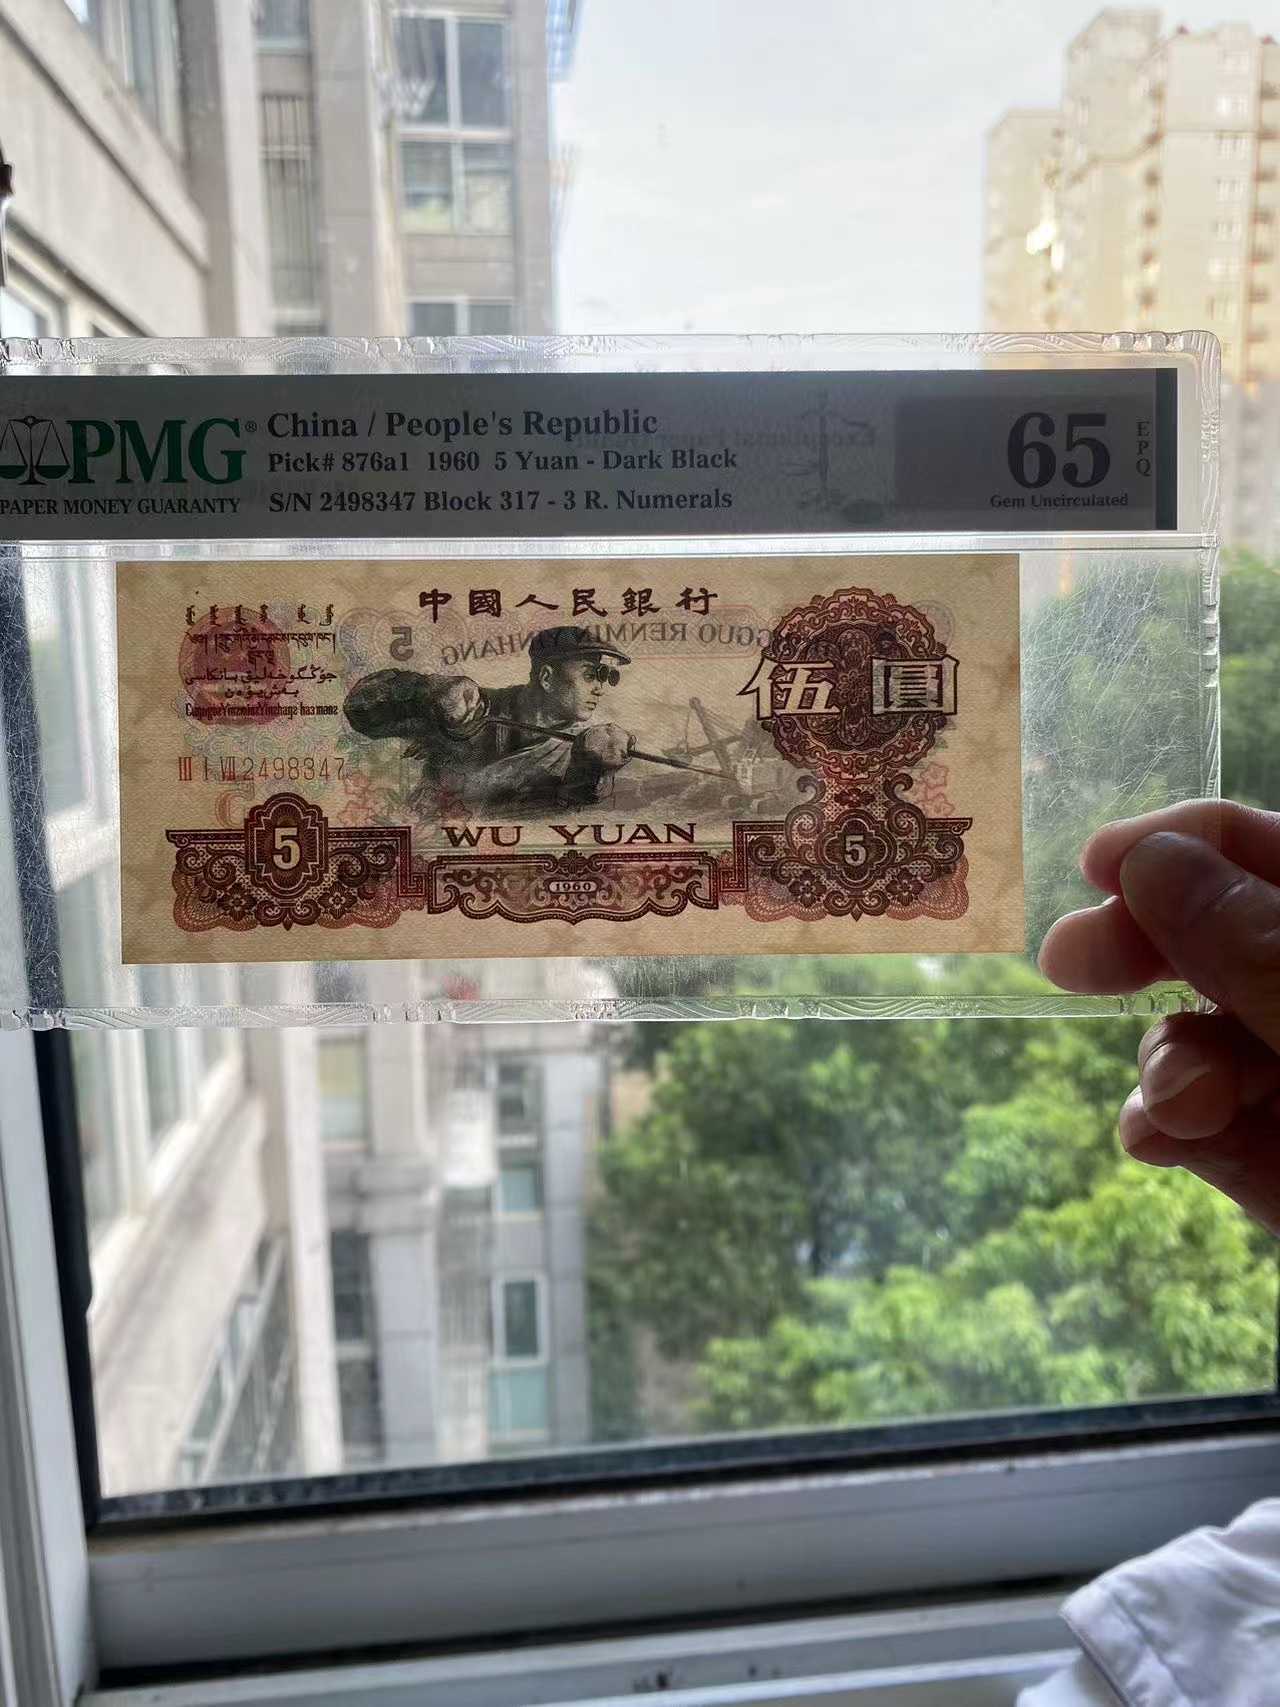 PMG®
PAPER MONEY GUARANTY
China / People's Republic
Pick# 876a1 1960 5 Yuan - Dark Black
S/N 2498347 Block 317 - 3 R. Numerals
65
EPQ
Gem Uncirculated
中國人民銀行
伍圓
III I VII 2498347
WU YUAN
5
1960
5